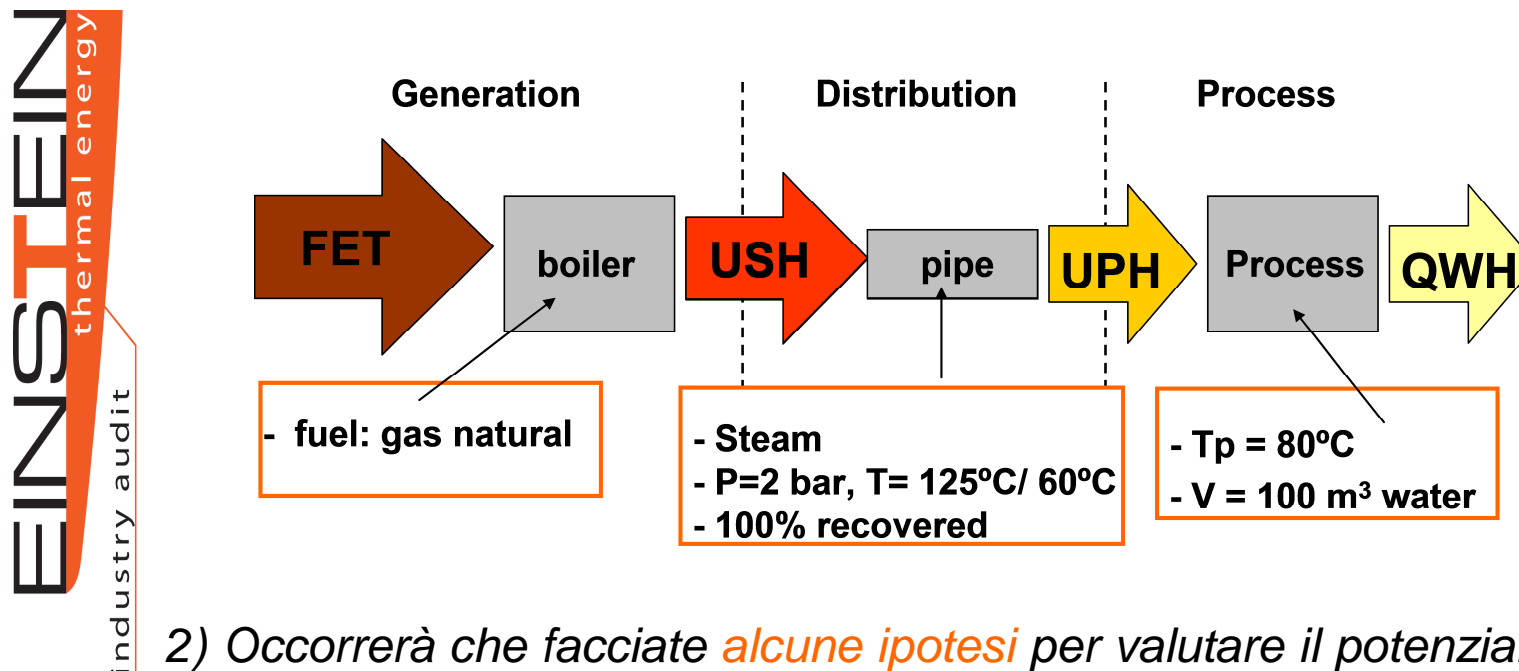 EINSTEIN
thermal energy
industry audit
Generation
Distribution
Process
FET
boiler
USH
pipe
UPH
Process
QWH
- fuel: gas natural
- Steam
- P=2 bar, T= 125ºC/ 60ºC
- 100% recovered
- Tp = 80ºC
- V = 100 m³ water
2) Occorrerà che facciate alcune ipotesi per valutare il